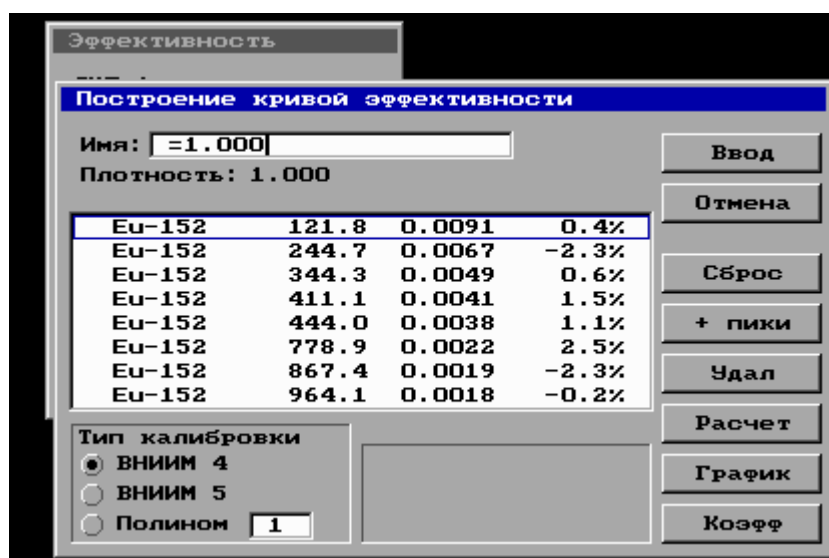 Эффективность
Построение кривой эффективности
Имя: =1.000
Плотность: 1.000
Eu-152 121.8 0.0091 0.4%
Eu-152 244.7 0.0067 -2.3%
Eu-152 344.3 0.0049 0.6%
Eu-152 411.1 0.0041 1.5%
Eu-152 444.0 0.0038 1.1%
Eu-152 778.9 0.0022 2.5%
Eu-152 867.4 0.0019 -2.3%
Eu-152 964.1 0.0018 -0.2%
Тип калибровки
ВНИИМ 4
ВНИИМ 5
Полином 1
Ввод
Отмена
Сброс
+ пики
Удал
Расчет
График
Коэфф